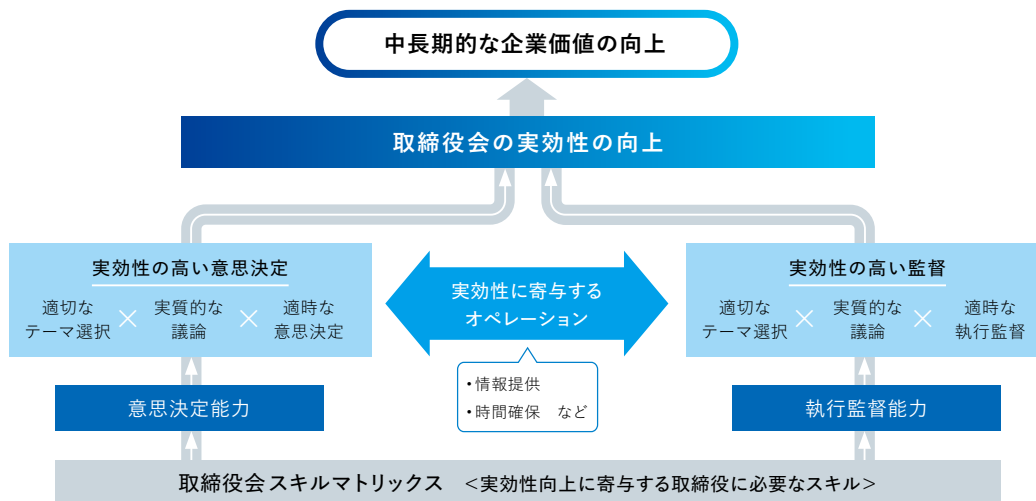 中長期的な企業価値の向上
取締役会の実効性の向上
実効性の高い意思決定
適切な
テーマ選択
×
実質的な
議論
×
適時な
意思決定
実効性に寄与する
オペレーション
•情報提供
•時間確保 など
実効性の高い監督
適切な
テーマ選択
×
実質的な
議論
×
適時な
執行監督
意思決定能力
執行監督能力
取締役会スキルマトリックス <実効性向上に寄与する取締役に必要なスキル>